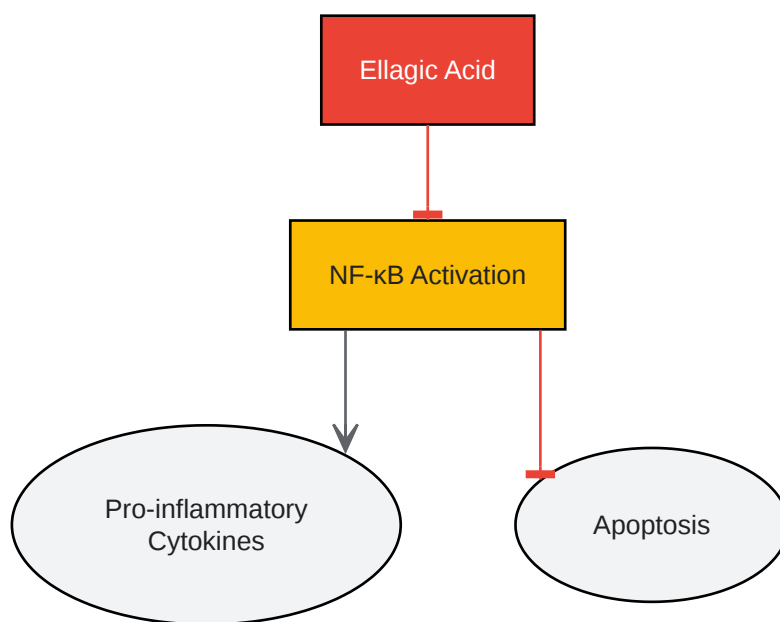 Ellagic Acid
NF-κB Activation
Pro-inflammatory
Cytokines
Apoptosis